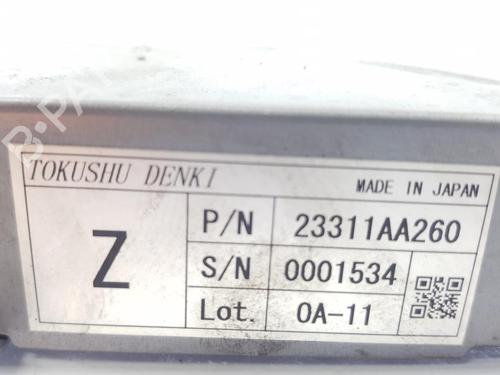 TOKUSHU DENKI MADE IN JAPAN
Z
P/N 23311AA260
S/N 0001534
Lot. 0A-11